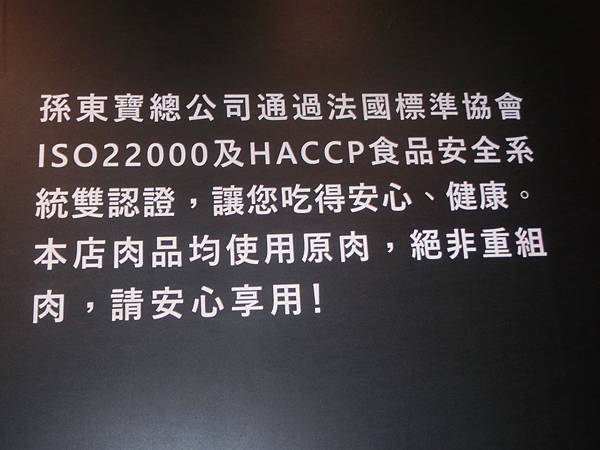 孫東寶總公司通過法國標準協會
ISO22000及HACCP食品安全系
統雙認證，讓您吃得安心、健康。
本店肉品均使用原肉，絕非重組
肉，請安心享用！